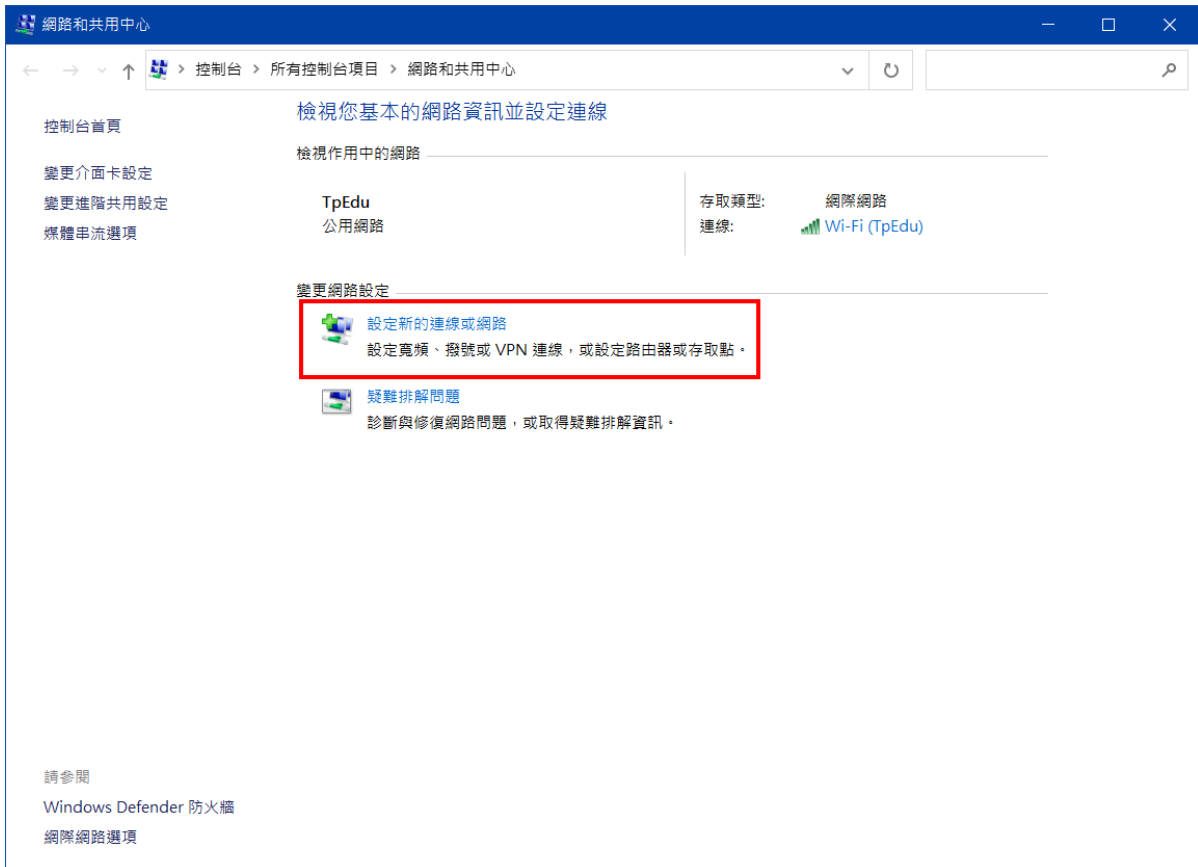 網路和共用中心
控制台 > 所有控制台項目 > 網路和共用中心
控制台首頁
變更介面卡設定
變更進階共用設定
媒體串流選項
檢視您基本的網路資訊並設定連線
檢視作用中的網路
TpEdu
公用網路
存取類型: 網際網路
連線: Wi-Fi (TpEdu)
變更網路設定
設定新的連線或網路
設定寬頻、撥號或 VPN 連線，或設定路由器或存取點。
疑難排解問題
診斷與修復網路問題，或取得疑難排解資訊。
請參閱
Windows Defender 防火牆
網際網路選項